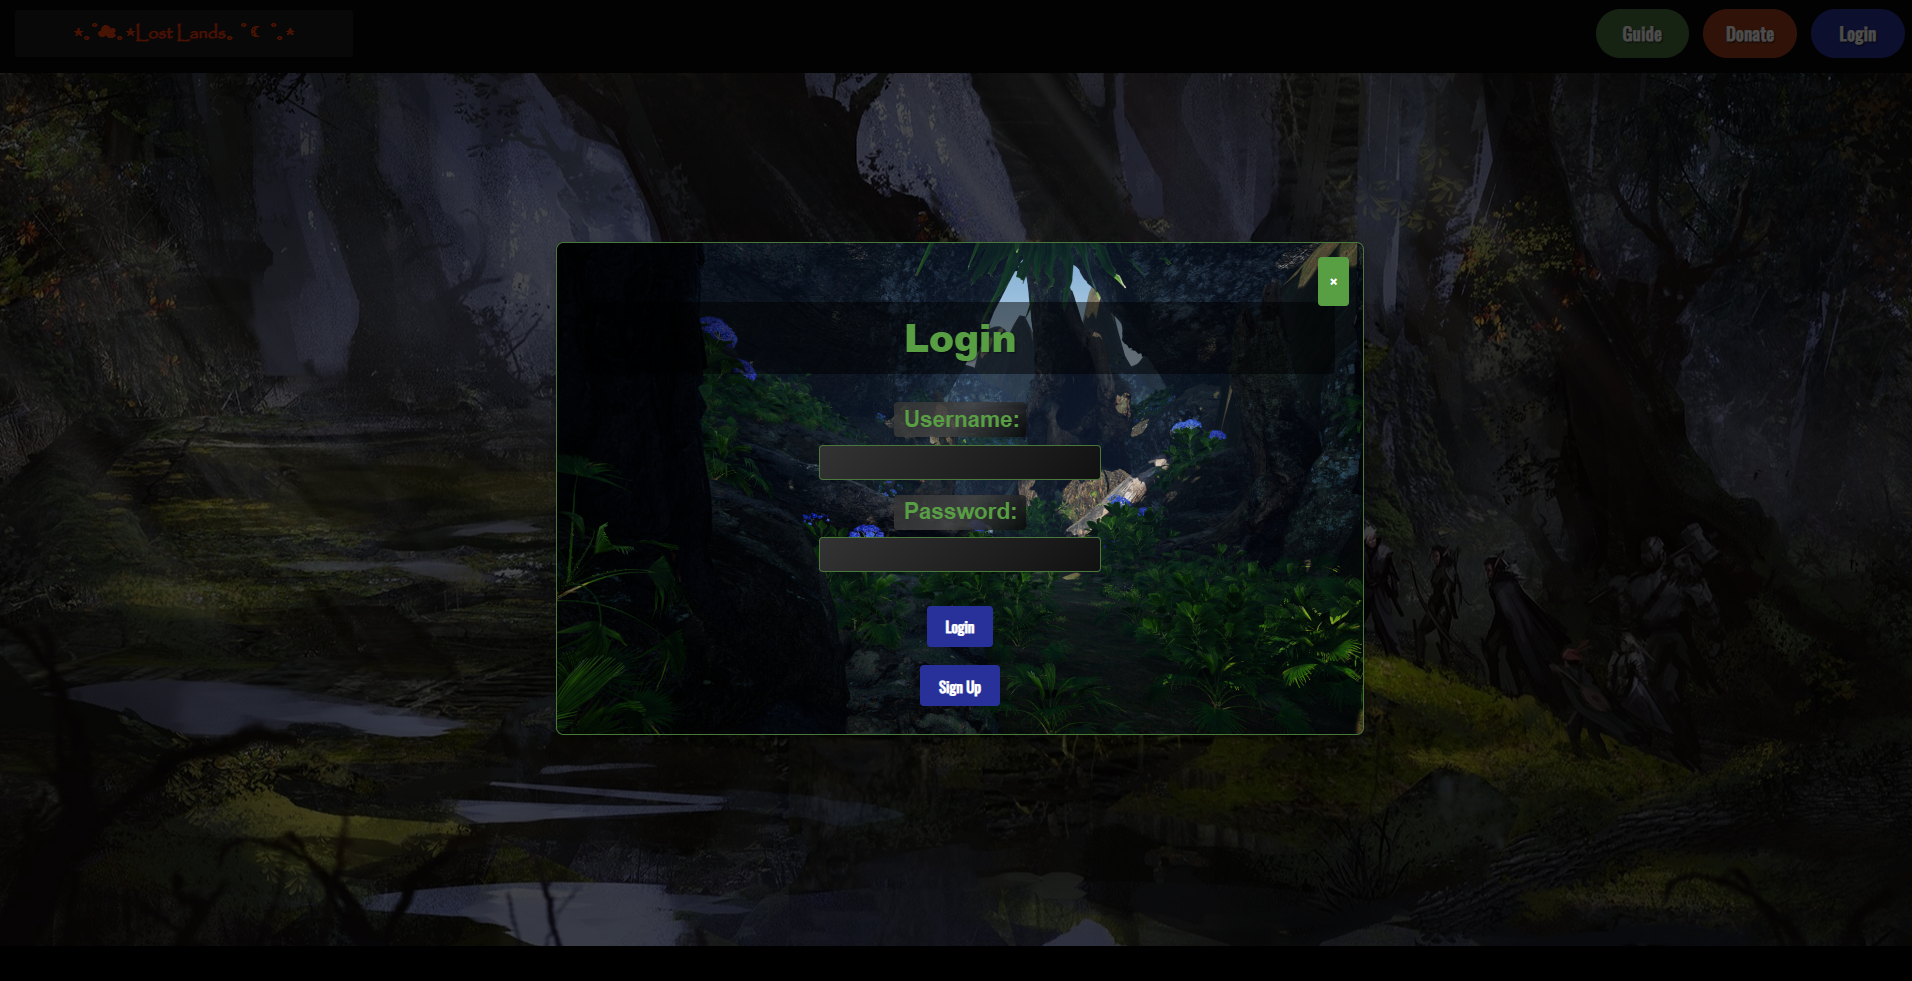 ⋆｡˚☁︎｡⋆Lost Lands｡˚☾˚｡⋆
Guide
Donate
Login
×
Login
Username:
Password:
Login
Sign Up